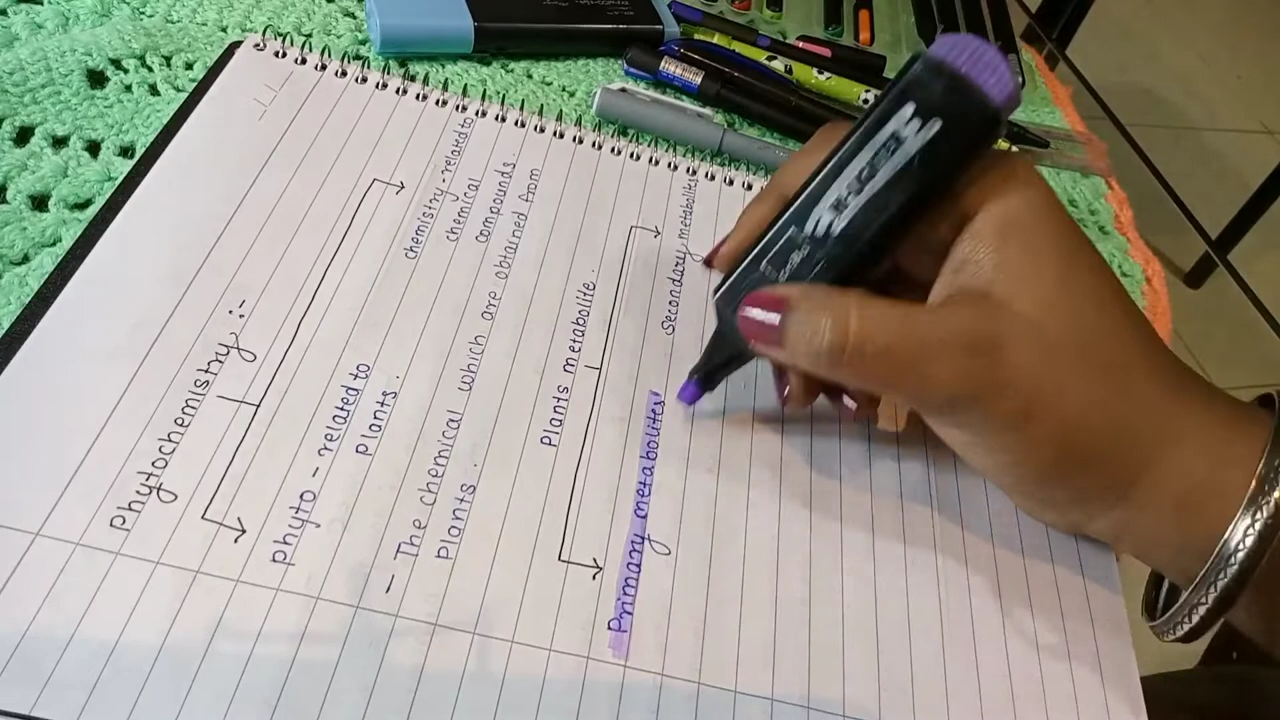 Phytochemistry :-
Phyto - related to
plants.
chemistry - related to
chemical
compounds.
- The chemical which are obtained from
Plants.
Plants metabolite.
Primary metabolites
Secondary metabolites